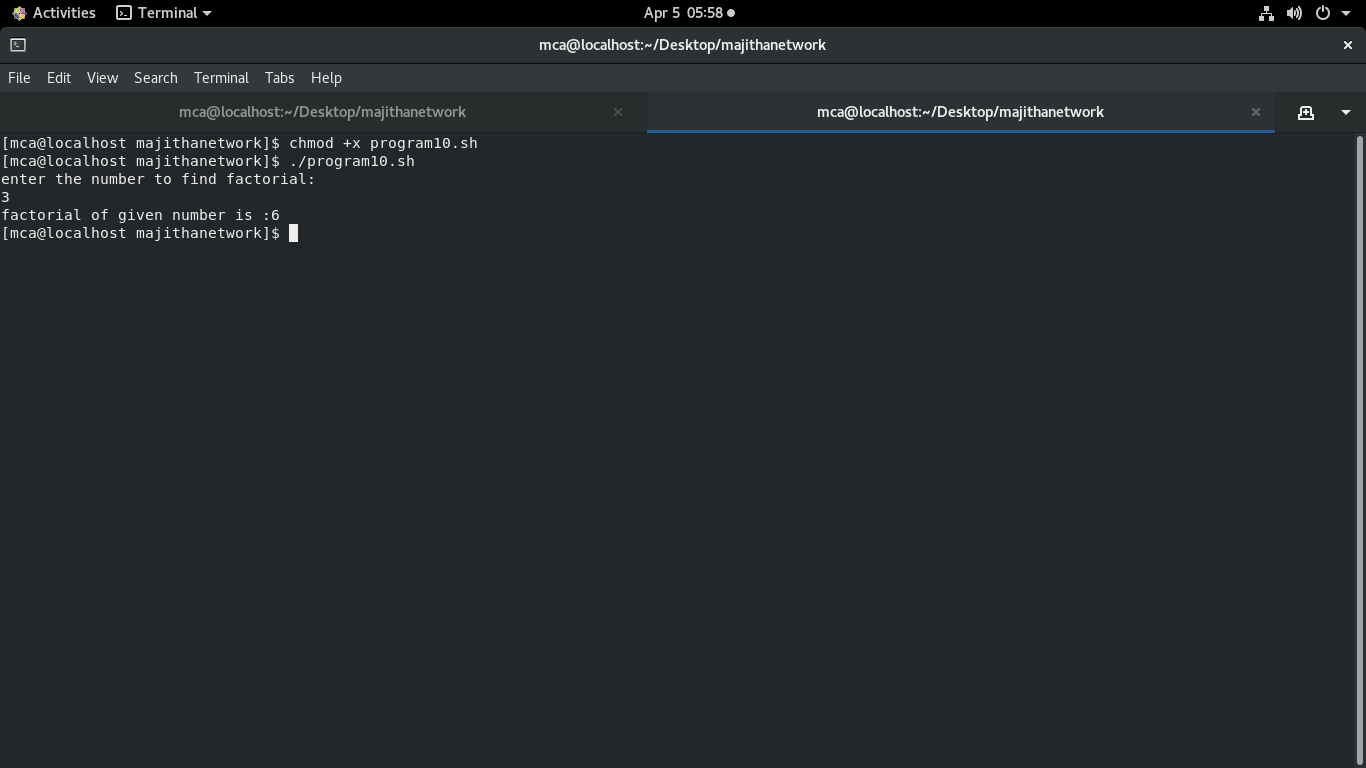 Activities Terminal Apr 5 05:58
mca@localhost:~/Desktop/majithanetwork
File Edit View Search Terminal Tabs Help
mca@localhost:~/Desktop/majithanetwork mca@localhost:~/Desktop/majithanetwork
[mca@localhost majithanetwork]$ chmod +x program10.sh
[mca@localhost majithanetwork]$ ./program10.sh
enter the number to find factorial:
3
factorial of given number is :6
[mca@localhost majithanetwork]$